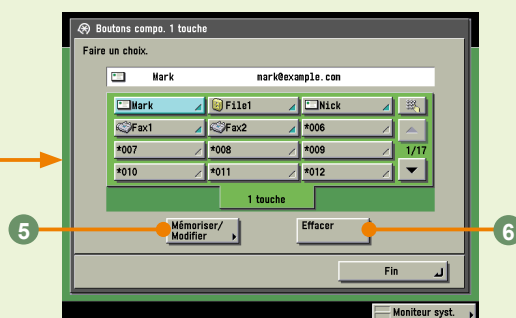 Boutons compo. 1 touche
Faire un choix.
Mark mark@example.com
Mark File1 Nick
Fax1 Fax2 *006
*007 *008 *009 1/17
*010 *011 *012
1 touche
5 Mémoriser/ Effacer 6
Modifier
Fin
Moniteur syst.